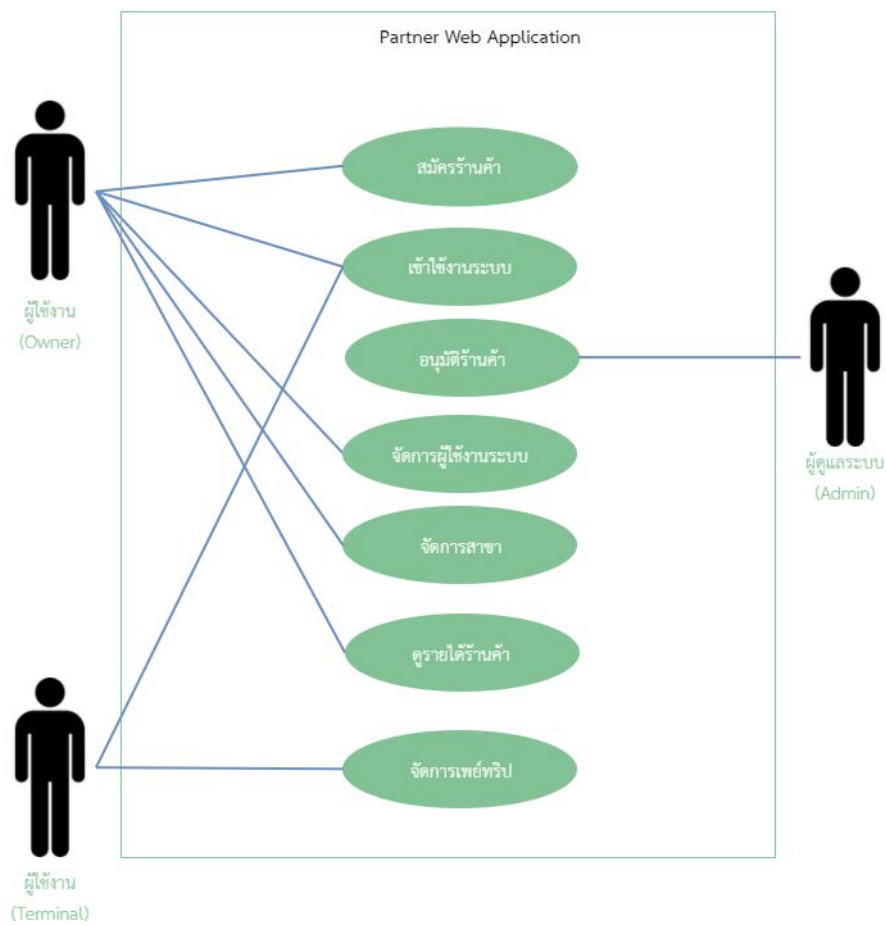 Partner Web Application
สมัครร้านค้า
เข้าใช้งานระบบ
ผู้ใช้งาน
(Owner)
อนุมัติร้านค้า
จัดการผู้ใช้งานระบบ
ผู้ดูแลระบบ
(Admin)
จัดการสาขา
ดูรายได้ร้านค้า
จัดการเพย์ทริป
ผู้ใช้งาน
(Terminal)